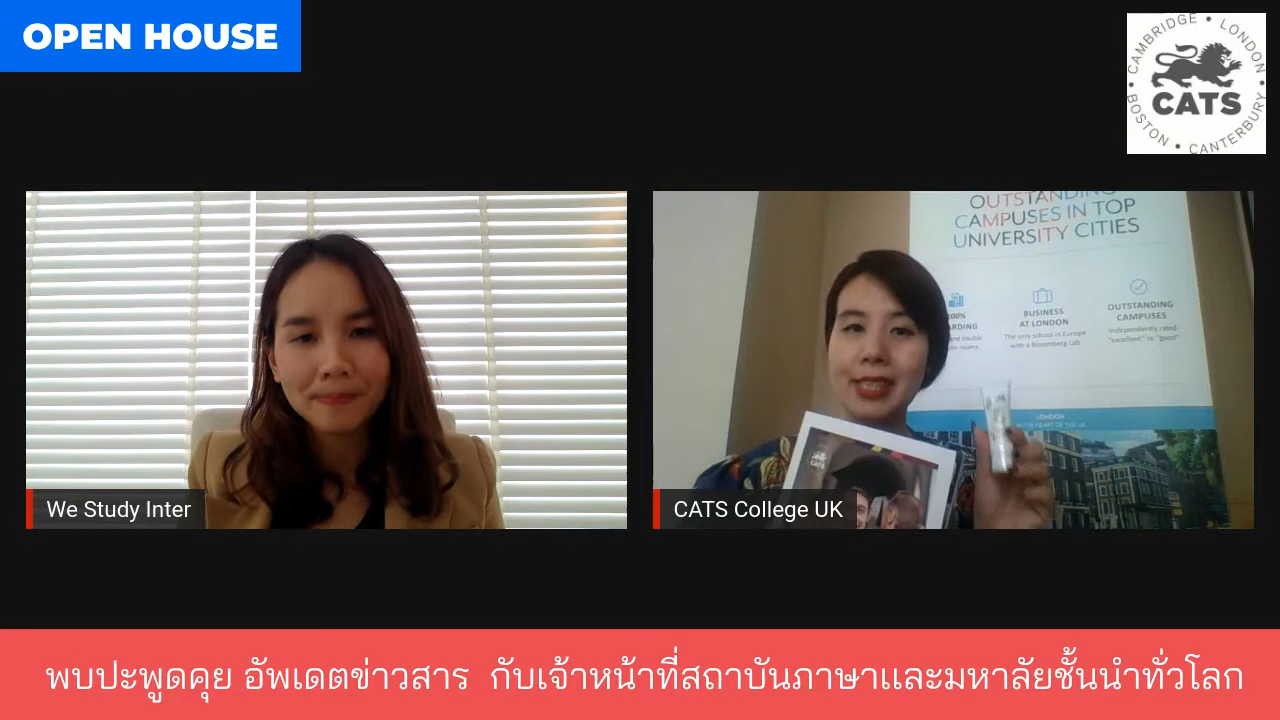 OPEN HOUSE
CAMBRIDGE • LONDON • CANTERBURY • BOSTON •
CATS
OUTSTANDING
CAMPUSES IN TOP
UNIVERSITY CITIES
100%
BUSINESS
AT LONDON
The only school in Europe
with a Bloomberg Lab
OUTSTANDING
CAMPUSES
Independently rated
"excellent" or "good"
LONDON
CATS
We Study Inter
CATS College UK
พบปะพูดคุย อัพเดตข่าวสาร กับเจ้าหน้าที่สถาบันภาษาและมหาลัยชั้นนำทั่วโลก